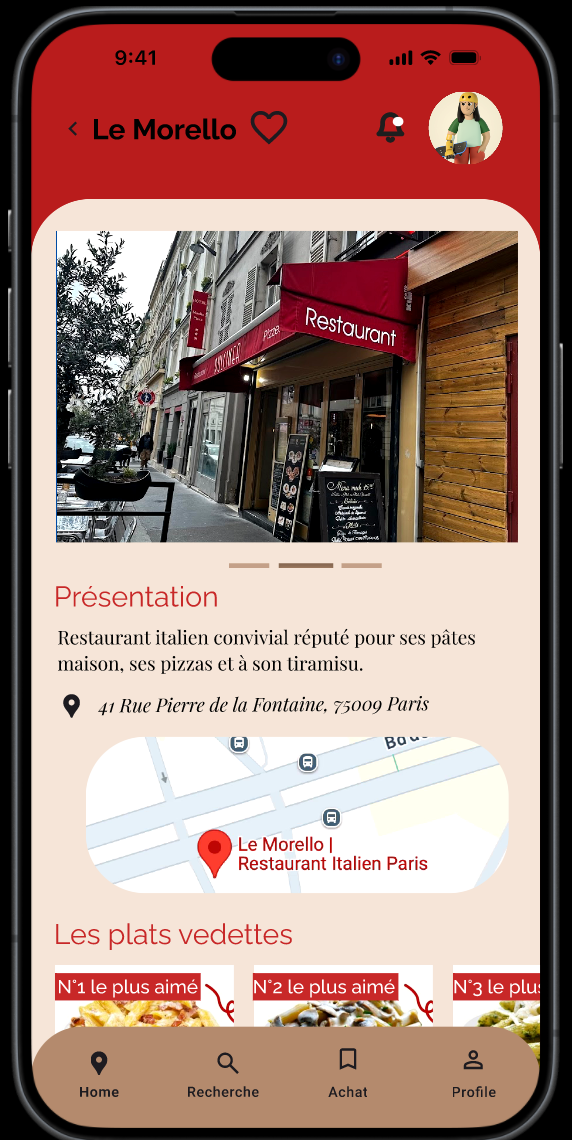 9:41
Le Morello
Restaurant
Pizze
Restaurant
Présentation
Restaurant italien convivial réputé pour ses pâtes
maison, ses pizzas et à son tiramisu.
41 Rue Pierre de la Fontaine, 75009 Paris
Le Morello |
Restaurant Italien Paris
Les plats vedettes
N°1 le plus aimé
N°2 le plus aimé
N°3 le plus
Home
Recherche
Achat
Profile